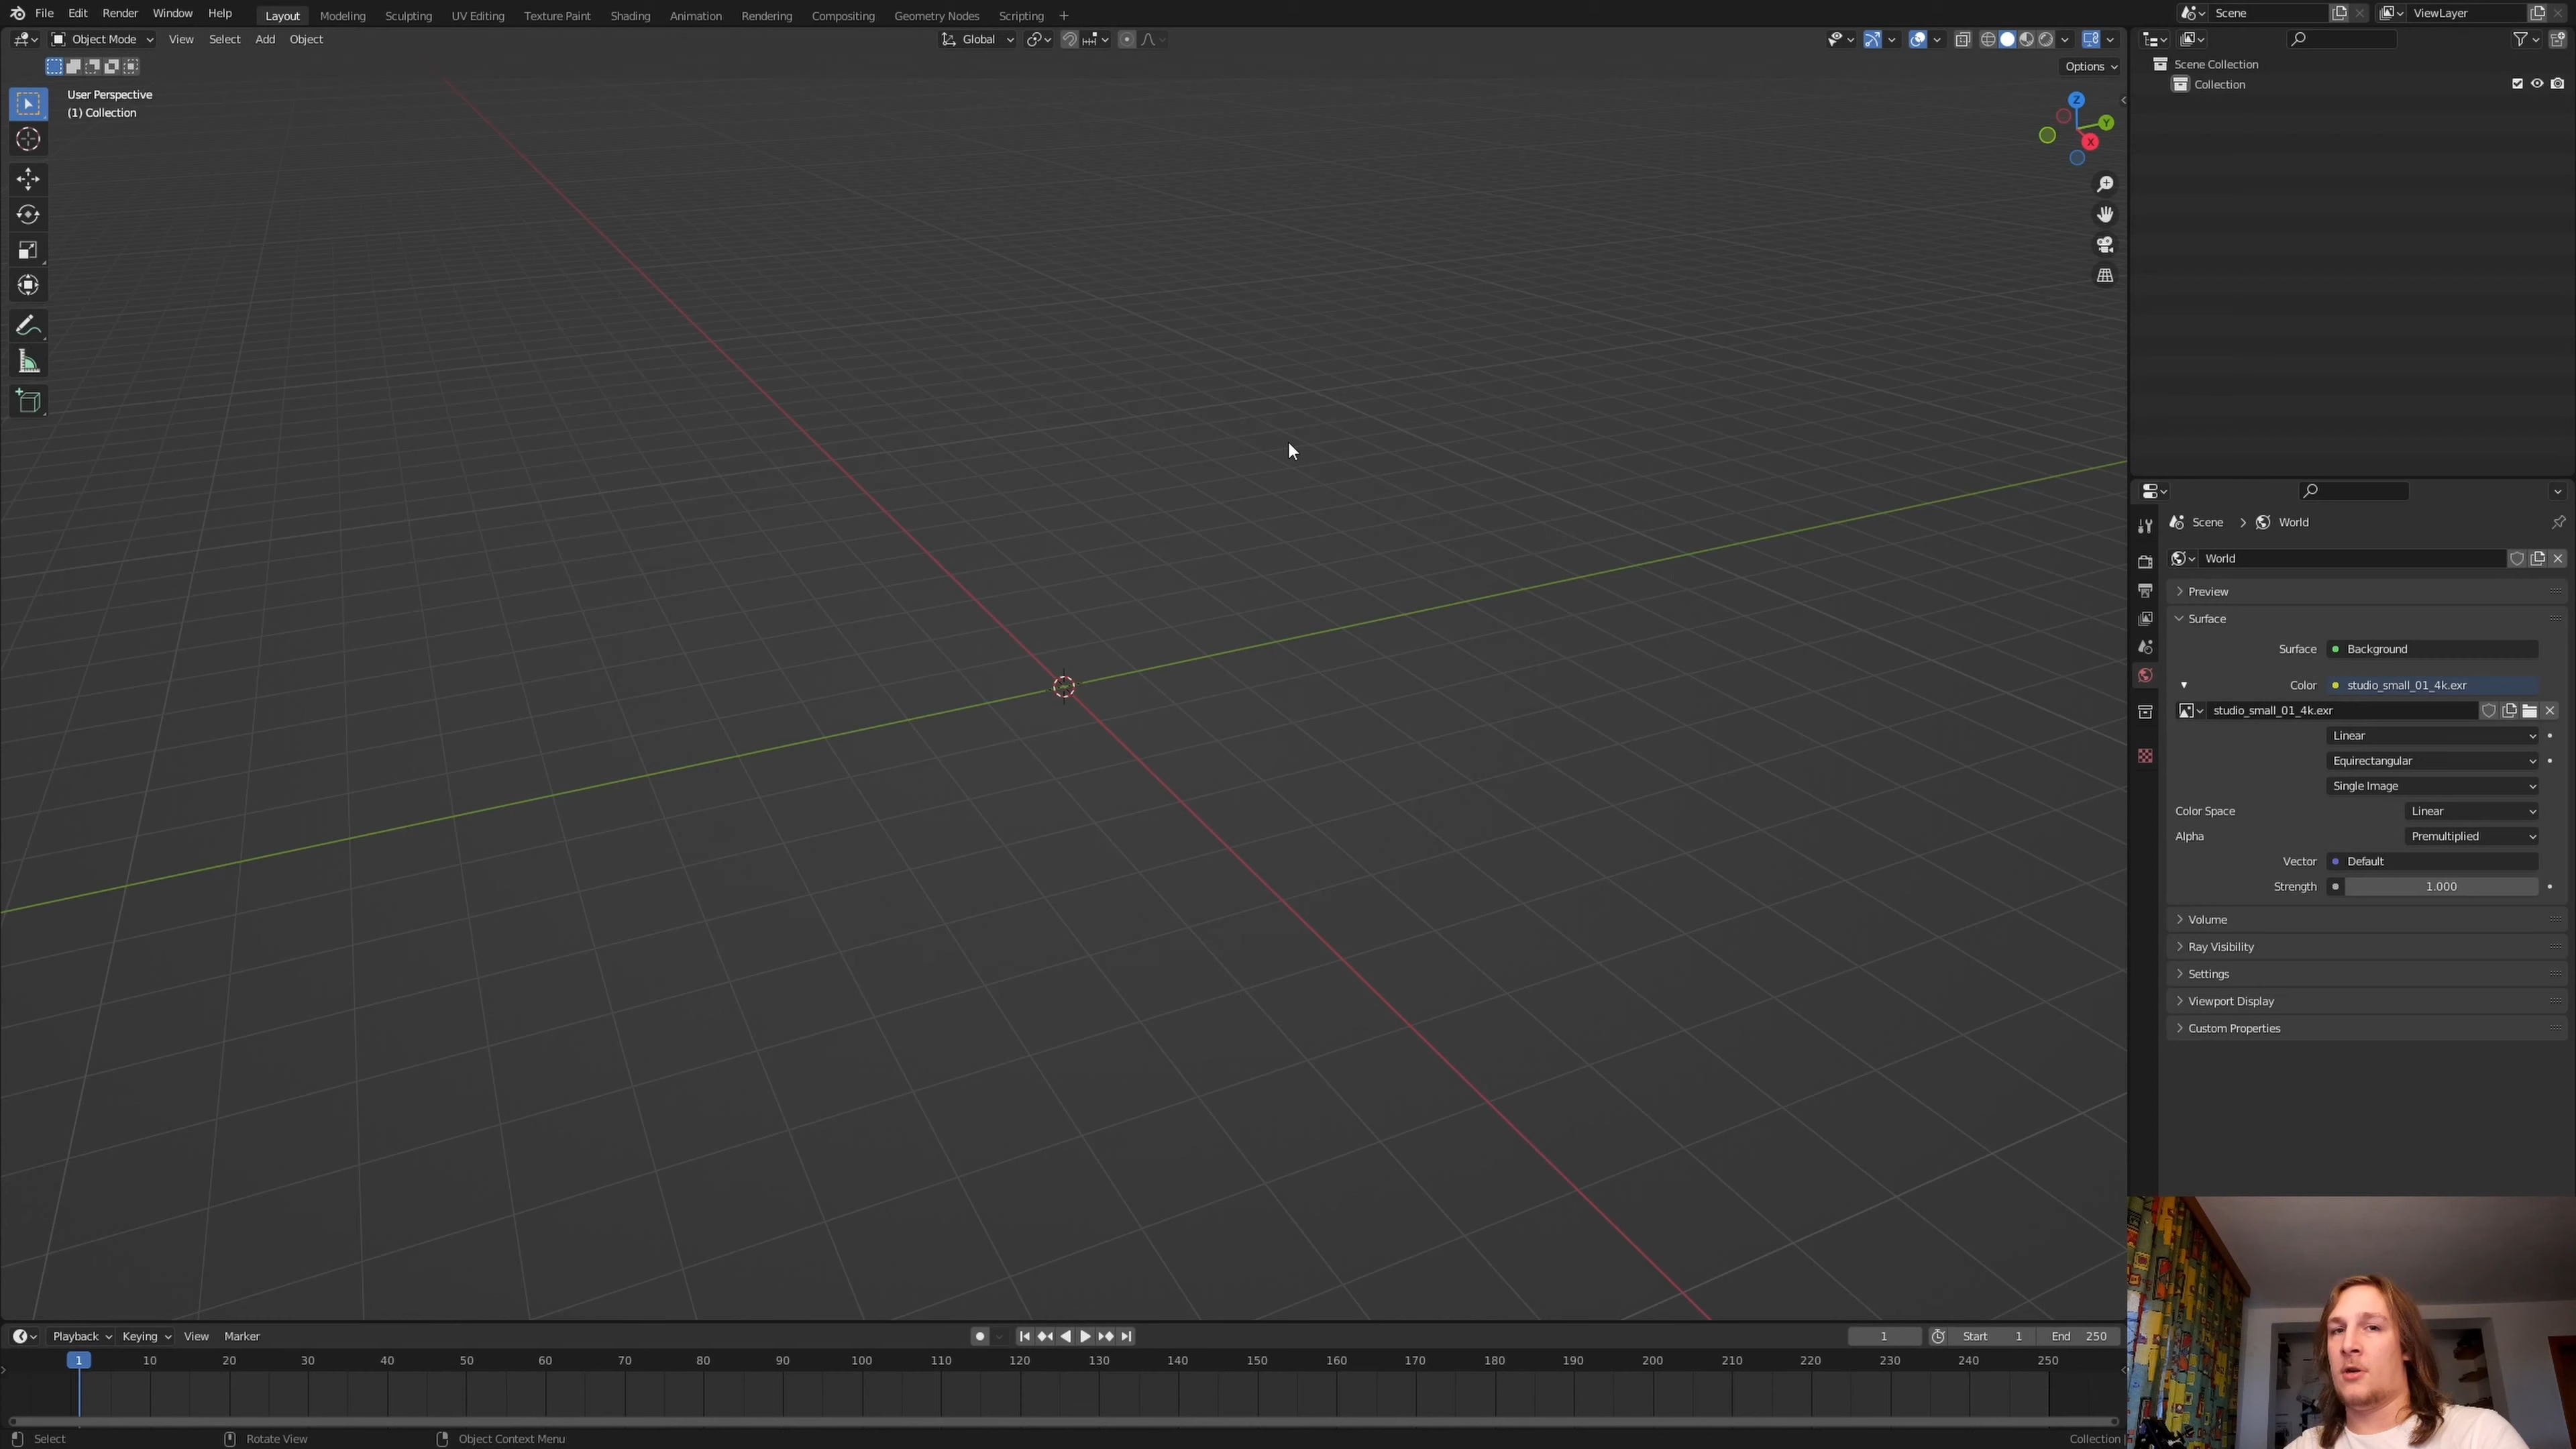 File Edit Render Window Help Layout Modeling Sculpting UV Editing Texture Paint Shading Animation Rendering Compositing Geometry Nodes Scripting + Scene ViewLayer
Object Mode View Select Add Object Global
Options
User Perspective
(1) Collection
Z
Y
X
Scene Collection
Collection
Scene > World
World
Preview
Surface
Surface Background
Color studio_small_01_4k.exr
studio_small_01_4k.exr
Linear
Equirectangular
Single Image
Color Space Linear
Alpha Premultiplied
Vector Default
Strength 1.000
Volume
Ray Visibility
Settings
Viewport Display
Custom Properties
Playback Keying View Marker 1 Start 1 End 250
1 10 20 30 40 50 60 70 80 90 100 110 120 130 140 150 160 170 180 190 200 210 220 230 240 250
Select Rotate View Object Context Menu Collection